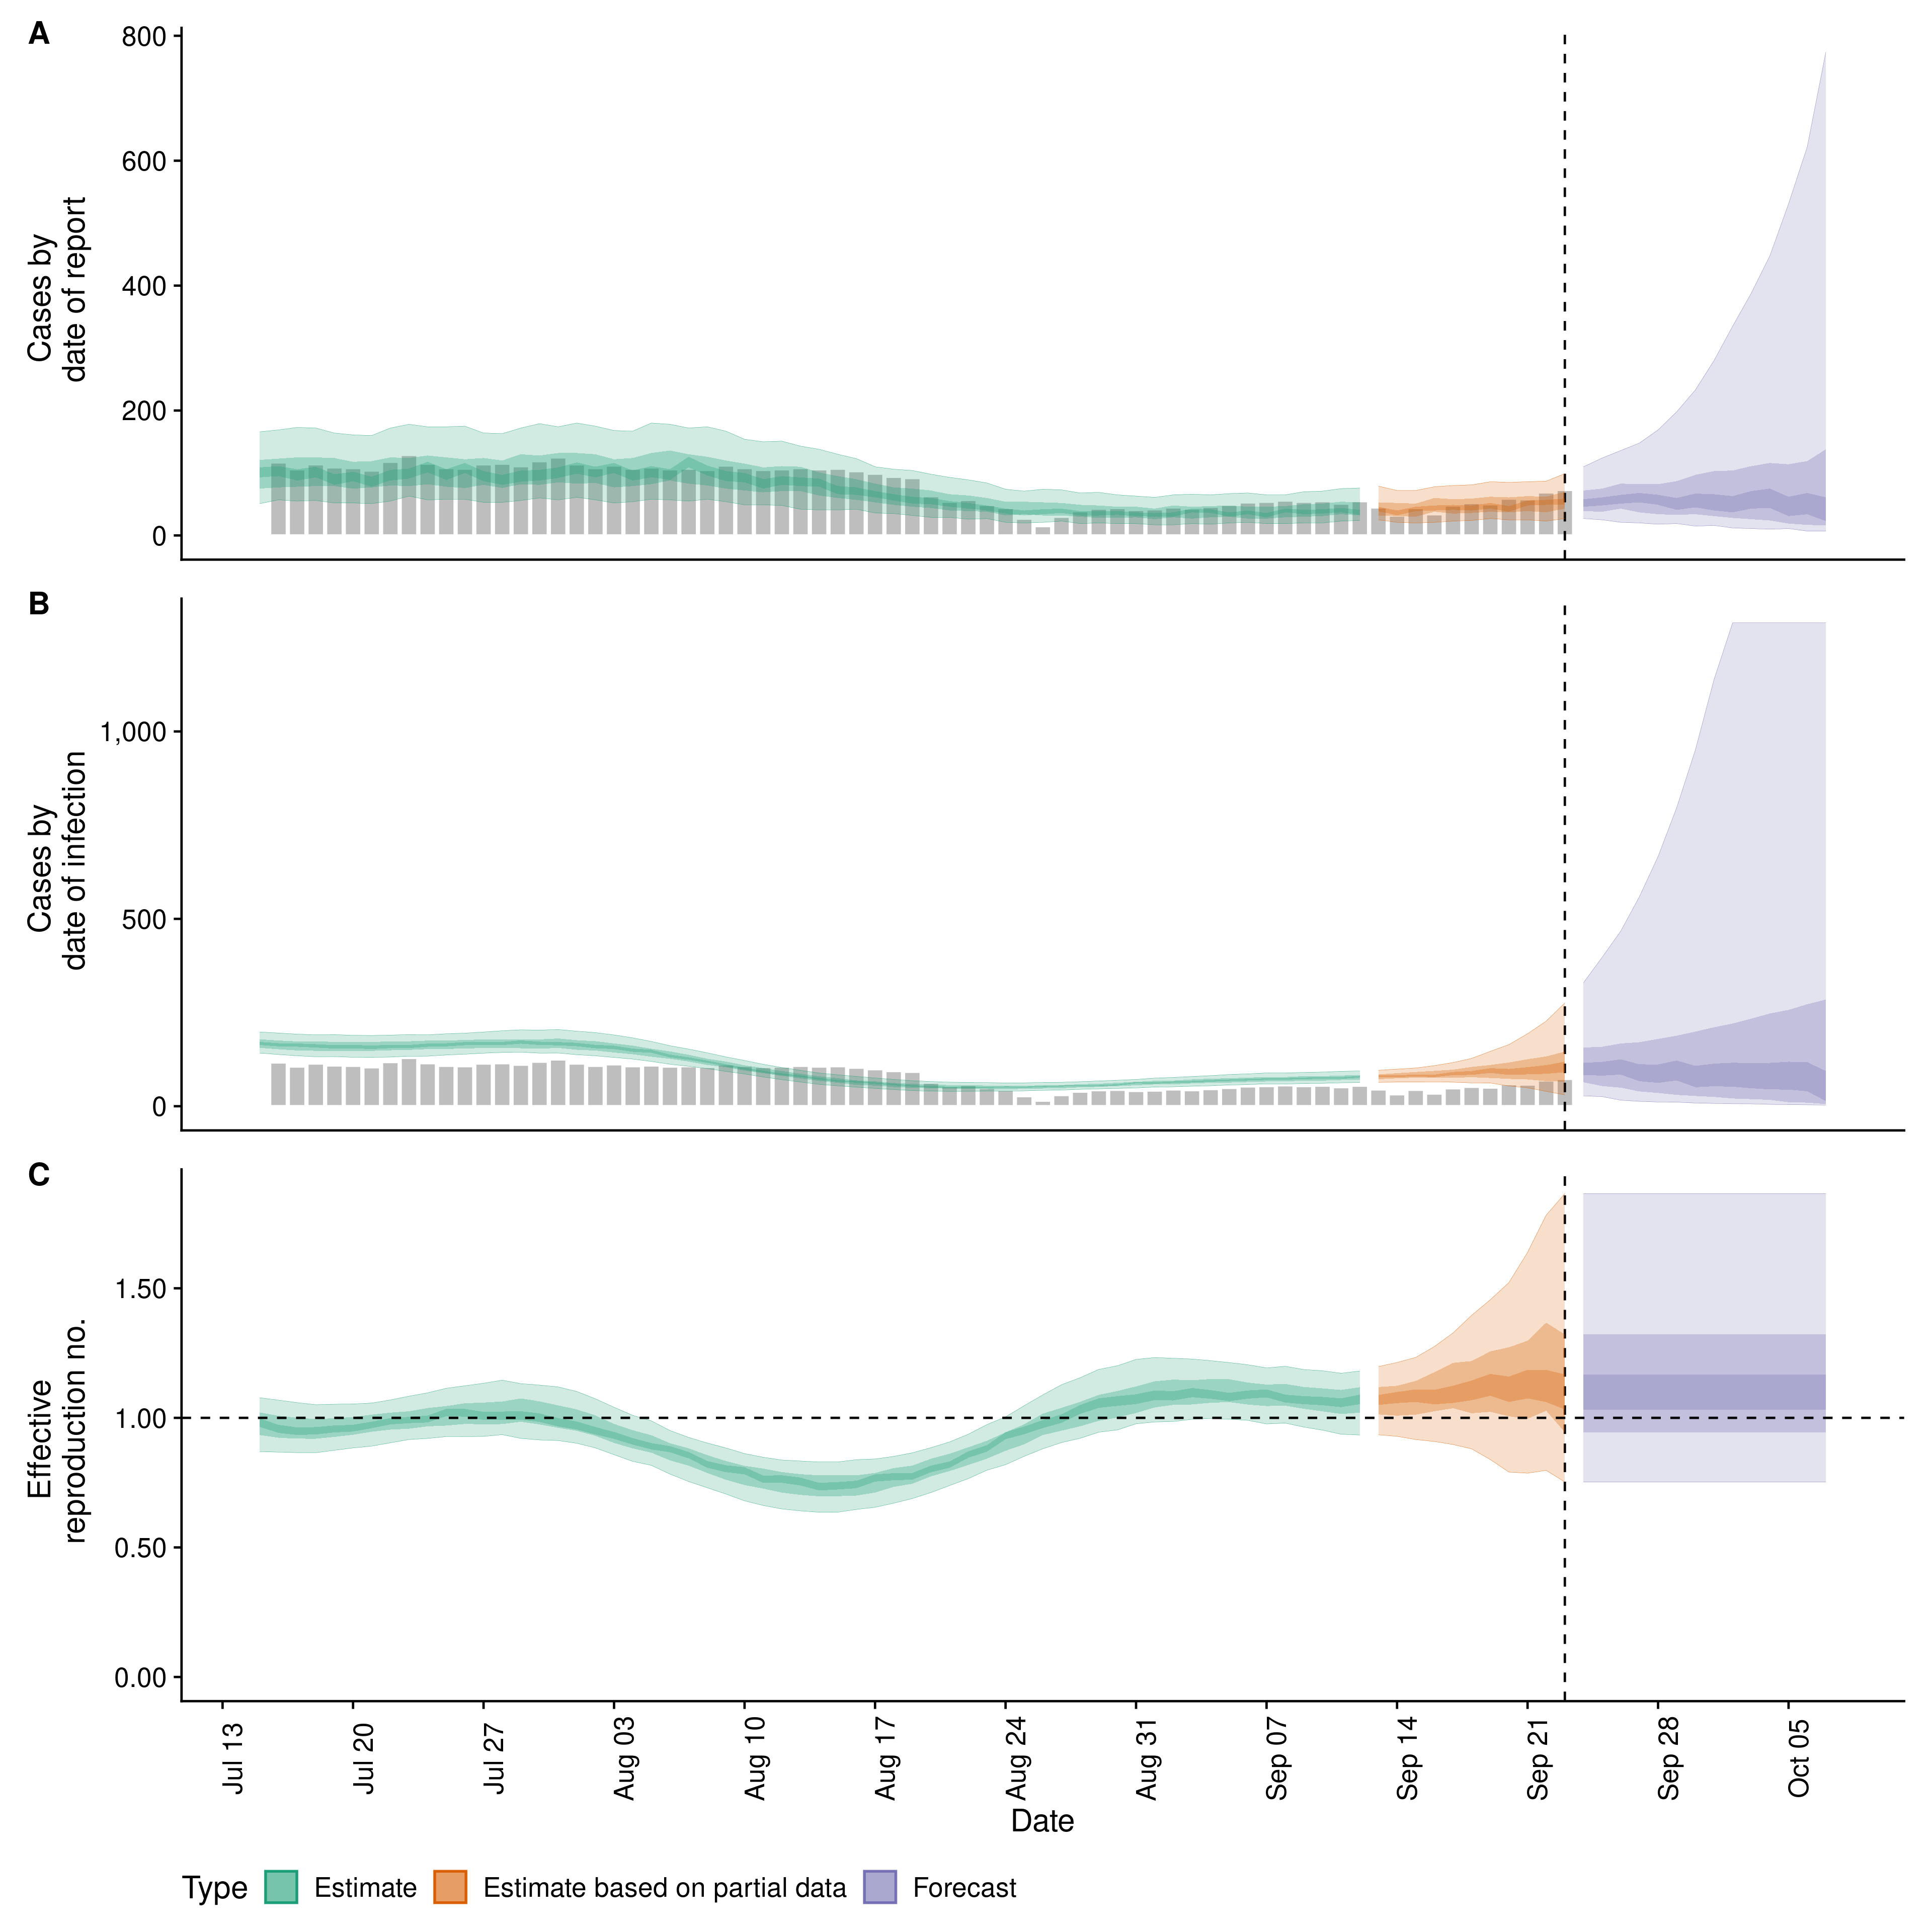 A
800
600
400
200
0
Cases by
date of report
B
1,000
500
0
Cases by
date of infection
C
1.50
1.00
0.50
0.00
Effective
reproduction no.
Jul 13
Jul 20
Jul 27
Aug 03
Aug 10
Aug 17
Aug 24
Aug 31
Sep 07
Sep 14
Sep 21
Sep 28
Oct 05
Date
Type Estimate Estimate based on partial data Forecast